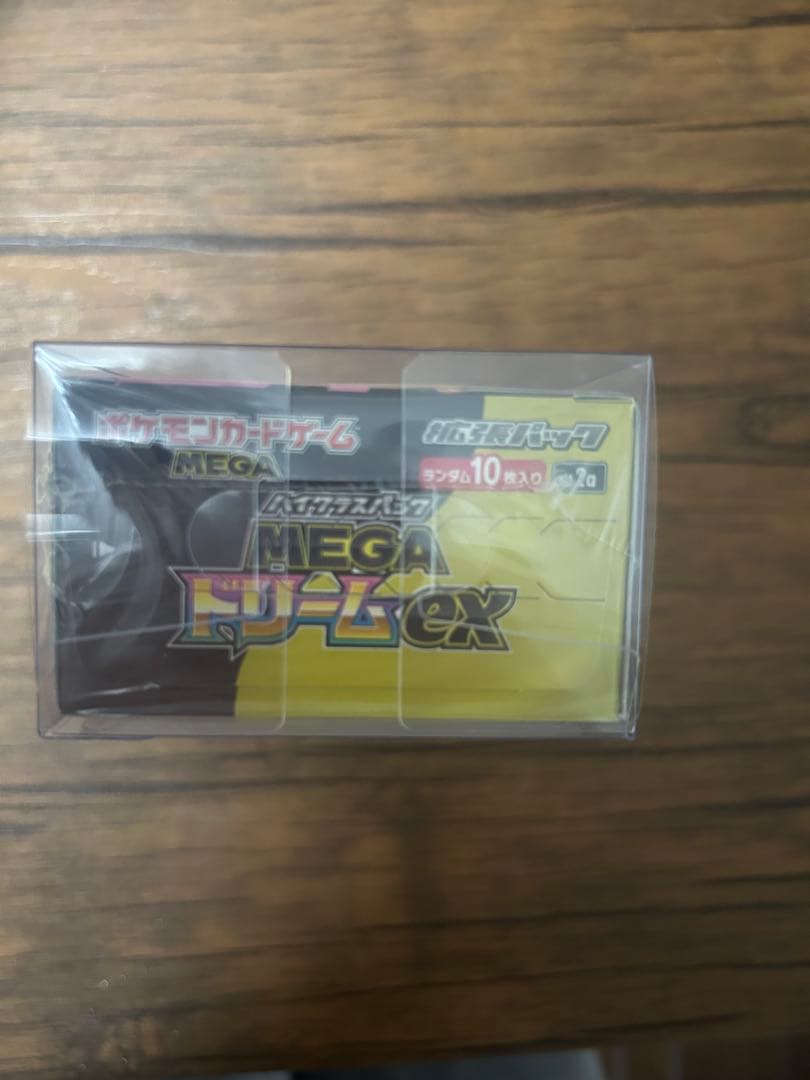 ポケモンカードゲーム
MEGA
拡張パック
ランダム10枚入り
2a
ハイクラスパック
MEGA
ドリームex